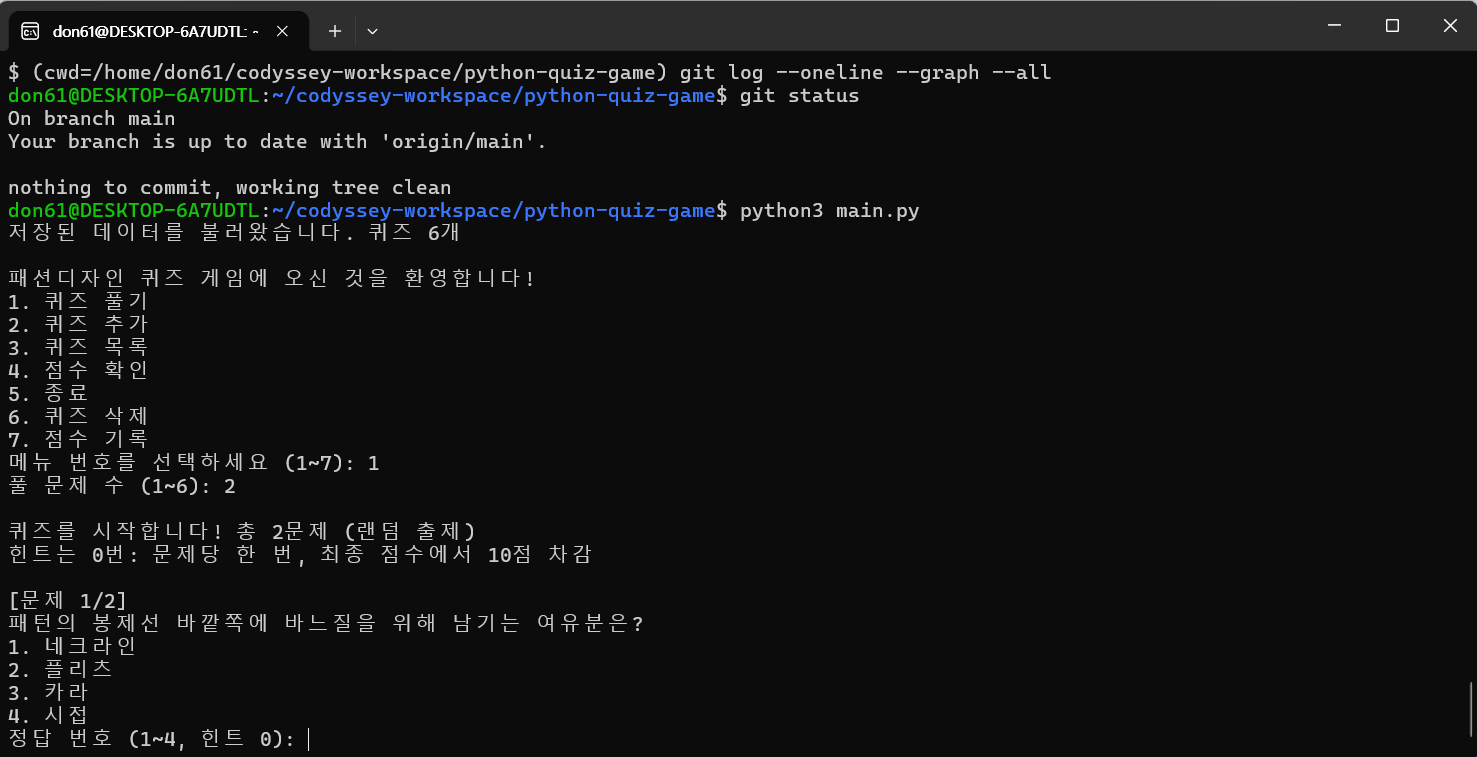 don61@DESKTOP-6A7UDTL: ~
$ (cwd=/home/don61/codyssey-workspace/python-quiz-game) git log --oneline --graph --all
don61@DESKTOP-6A7UDTL:~/codyssey-workspace/python-quiz-game$ git status
On branch main
Your branch is up to date with 'origin/main'.
nothing to commit, working tree clean
don61@DESKTOP-6A7UDTL:~/codyssey-workspace/python-quiz-game$ python3 main.py
저장된 데이터를 불러왔습니다. 퀴즈 6개
패션디자인 퀴즈 게임에 오신 것을 환영합니다!
1. 퀴즈 풀기
2. 퀴즈 추가
3. 퀴즈 목록
4. 점수 확인
5. 종료
6. 퀴즈 삭제
7. 점수 기록
메뉴 번호를 선택하세요 (1~7): 1
풀 문제 수 (1~6): 2
퀴즈를 시작합니다! 총 2문제 (랜덤 출제)
힌트는 0번: 문제당 한 번, 최종 점수에서 10점 차감
[문제 1/2]
패턴의 봉제선 바깥쪽에 바느질을 위해 남기는 여유분은?
1. 네크라인
2. 플리츠
3. 카라
4. 시접
정답 번호 (1~4, 힌트 0):